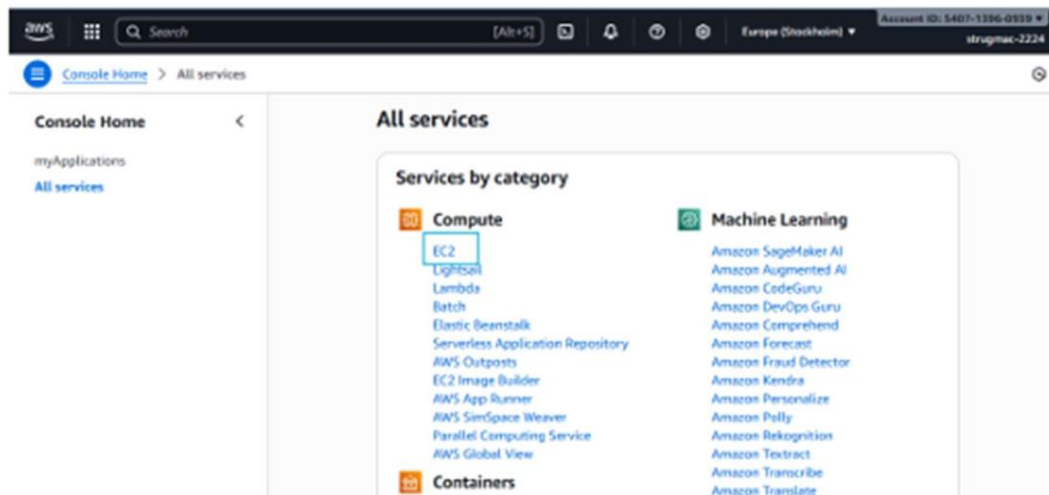 aws
Search
[Alt+S]
Europe (Stockholm)
Account ID: 5407-1396-0939
strugmac-2224
Console Home > All services
Console Home
myApplications
All services
All services
Services by category
Compute
EC2
Lightsail
Lambda
Batch
Elastic Beanstalk
Serverless Application Repository
AWS Outposts
EC2 Image Builder
AWS App Runner
AWS SimSpace Weaver
Parallel Computing Service
AWS Global View
Containers
Machine Learning
Amazon SageMaker AI
Amazon Augmented AI
Amazon CodeGuru
Amazon DevOps Guru
Amazon Comprehend
Amazon Forecast
Amazon Fraud Detector
Amazon Kendra
Amazon Personalize
Amazon Polly
Amazon Rekognition
Amazon Textract
Amazon Transcribe
Amazon Translate